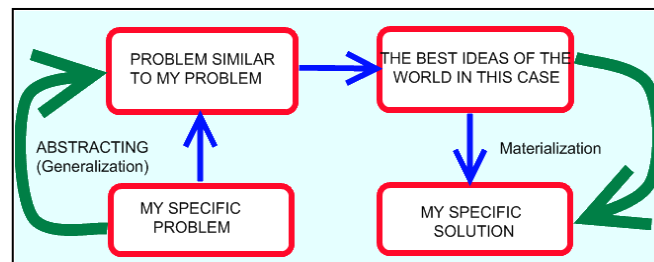 PROBLEM SIMILAR
TO MY PROBLEM
THE BEST IDEAS OF THE
WORLD IN THIS CASE
ABSTRACTING
(Generalization)
Materialization
MY SPECIFIC
PROBLEM
MY SPECIFIC
SOLUTION